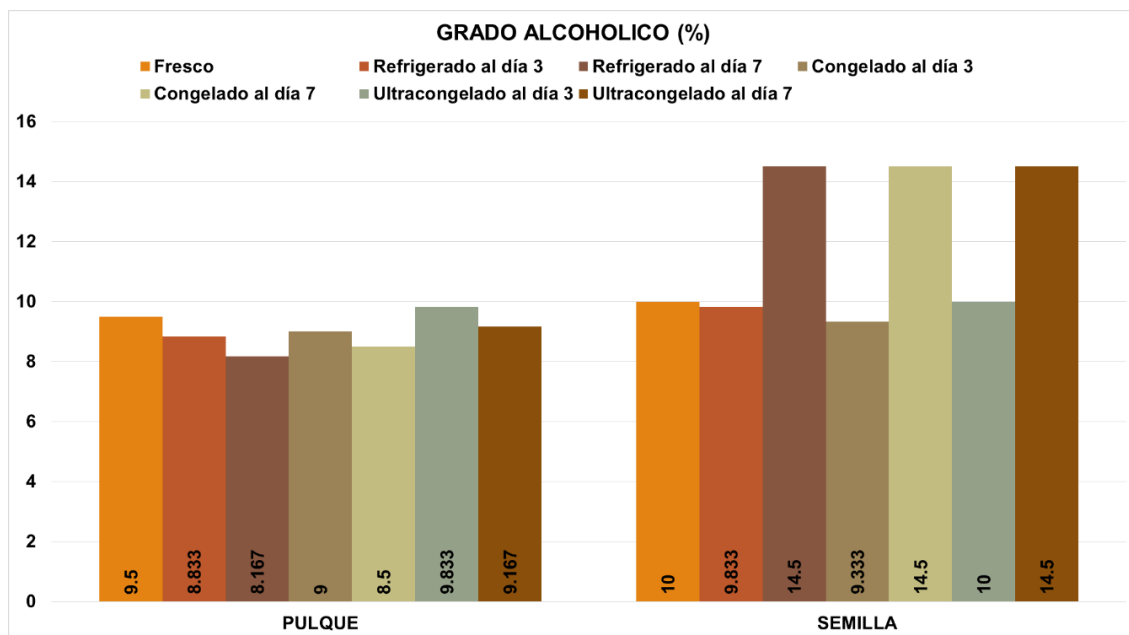 GRADO ALCOHOLICO (%)
Fresco Refrigerado al día 3 Refrigerado al día 7 Congelado al día 3
Congelado al día 7 Ultracongelado al día 3 Ultracongelado al día 7
16
14
12
10
8
6
4
2
0
9.5 8.833 8.167 9 8.5 9.833 9.167 10 9.833 14.5 9.333 14.5 10 14.5
PULQUE SEMILLA